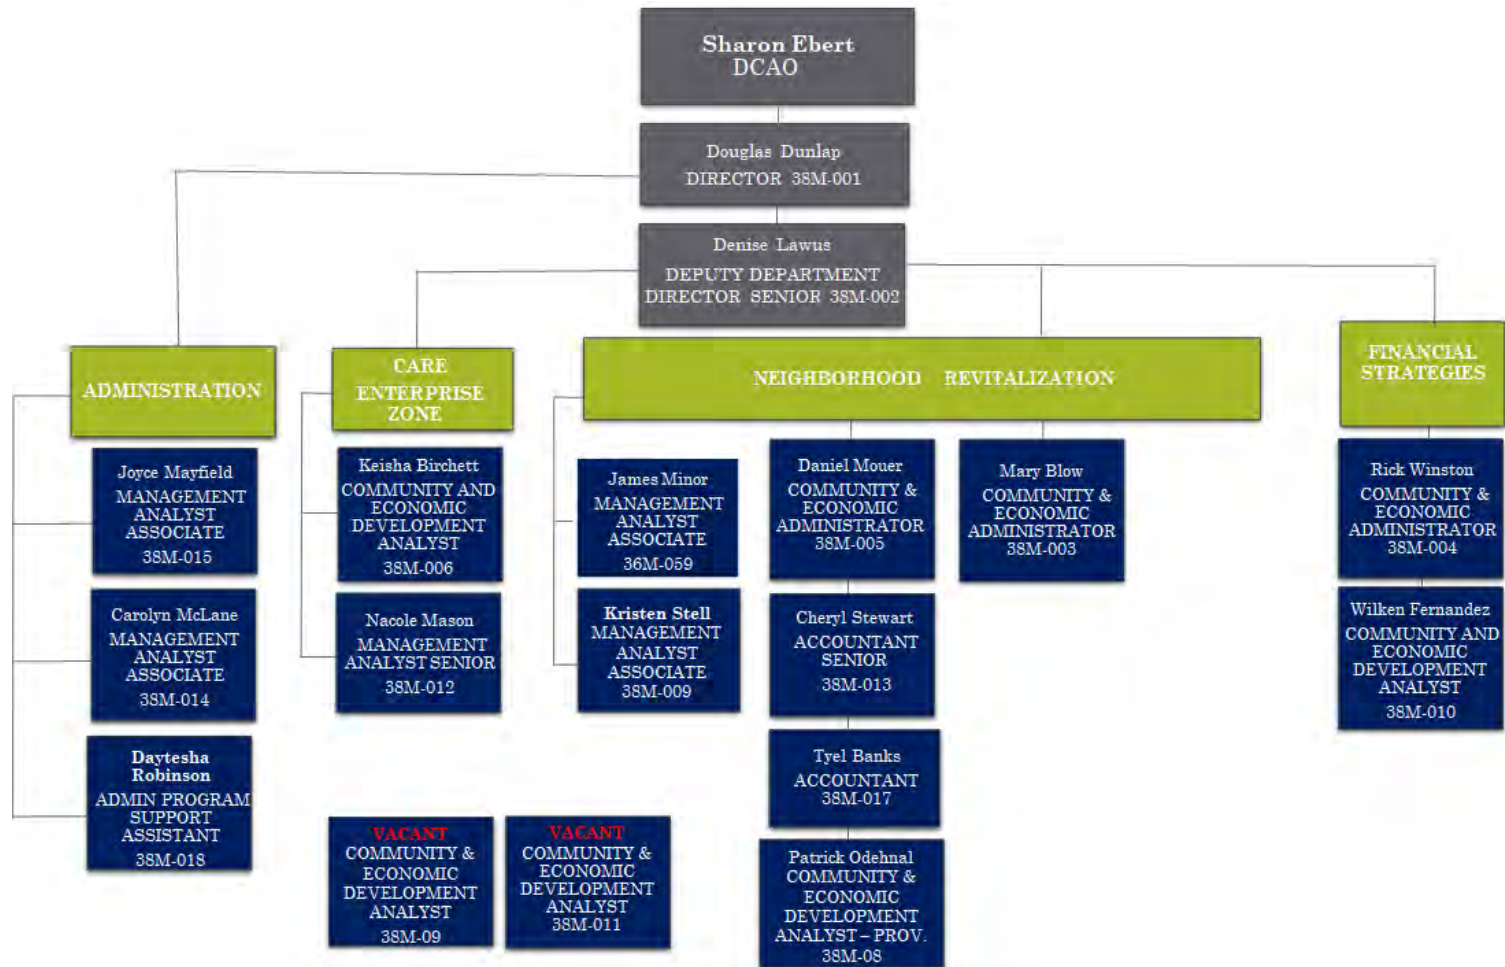 Sharon Ebert
DCAO
Douglas Dunlap
DIRECTOR 38M-001
Denise Lawus
DEPUTY DEPARTMENT
DIRECTOR SENIOR 38M-002
ADMINISTRATION
Joyce Mayfield
MANAGEMENT
ANALYST
ASSOCIATE
38M-015
Carolyn McLane
MANAGEMENT
ANALYST
ASSOCIATE
38M-014
Daytesha
Robinson
ADMIN PROGRAM
SUPPORT
ASSISTANT
38M-018
CARE
ENTERPRISE
ZONE
Keisha Birchett
COMMUNITY AND
ECONOMIC
DEVELOPMENT
ANALYST
38M-006
Nacole Mason
MANAGEMENT
ANALYST SENIOR
38M-012
VACANT
COMMUNITY &
ECONOMIC
DEVELOPMENT
ANALYST
38M-09
VACANT
COMMUNITY &
ECONOMIC
DEVELOPMENT
ANALYST
38M-011
NEIGHBORHOOD REVITALIZATION
James Minor
MANAGEMENT
ANALYST
ASSOCIATE
36M-059
Kristen Stell
MANAGEMENT
ANALYST
ASSOCIATE
38M-009
Daniel Mouer
COMMUNITY &
ECONOMIC
ADMINISTRATOR
38M-005
Cheryl Stewart
ACCOUNTANT
SENIOR
38M-013
Tyel Banks
ACCOUNTANT
38M-017
Patrick Odehnal
COMMUNITY &
ECONOMIC
DEVELOPMENT
ANALYST – PROV.
38M-08
Mary Blow
COMMUNITY &
ECONOMIC
ADMINISTRATOR
38M-003
FINANCIAL
STRATEGIES
Rick Winston
COMMUNITY &
ECONOMIC
ADMINISTRATOR
38M-004
Wilken Fernandez
COMMUNITY AND
ECONOMIC
DEVELOPMENT
ANALYST
38M-010